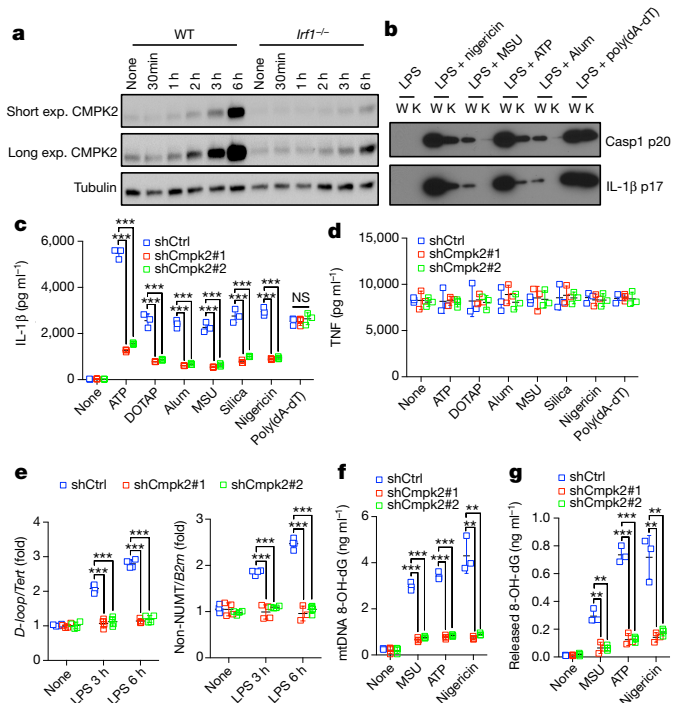 a
WT
Irf1–/–
None
30min
1 h
2 h
3 h
6 h
None
30 min
1 h
2 h
3 h
6 h
Short exp. CMPK2
Long exp. CMPK2
Tubulin
b
LPS
LPS + nigericin
LPS + MSU
LPS + ATP
LPS + Alum
LPS + poly(dA-dT)
W K W K W K W K W K W K
Casp1 p20
IL-1β p17
c
shCtrl
shCmpk2#1
shCmpk2#2
IL-1β (pg ml–1)
6,000
4,000
2,000
0
***
***
***
***
***
***
***
***
***
***
***
***
NS
None
ATP
DOTAP
Alum
MSU
Silica
Nigericin
Poly(dA-dT)
d
shCtrl
shCmpk2#1
shCmpk2#2
TNF (pg ml–1)
15,000
10,000
5,000
0
None
ATP
DOTAP
Alum
MSU
Silica
Nigericin
Poly(dA-dT)
e
shCtrl shCmpk2#1 shCmpk2#2
D-loop/Tert (fold)
4
3
2
1
0
***
***
***
***
None
LPS 3 h
LPS 6 h
Non-NUMT/B2m (fold)
3
2
1
0
***
***
***
***
None
LPS 3 h
LPS 6 h
f
shCtrl
shCmpk2#1
shCmpk2#2
mtDNA 8-OH-dG (ng ml–1)
6
4
2
0
***
***
***
***
**
**
None
MSU
ATP
Nigericin
g
shCtrl
shCmpk2#1
shCmpk2#2
Released 8-OH-dG (ng ml–1)
1.0
0.8
0.6
0.4
0.2
0
**
**
***
***
**
**
None
MSU
ATP
Nigericin